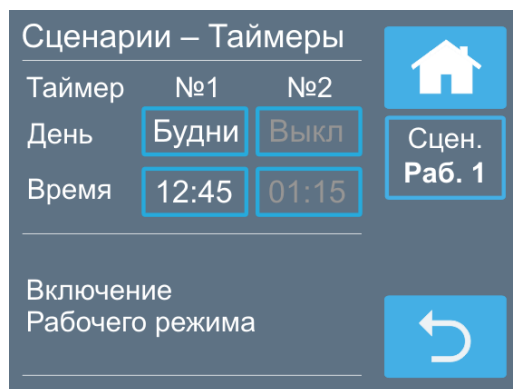 Сценарии – Таймеры
Таймер №1 №2
День Будни Выкл
Время 12:45 01:15
Включение
Рабочего режима
Сцен.
Раб. 1